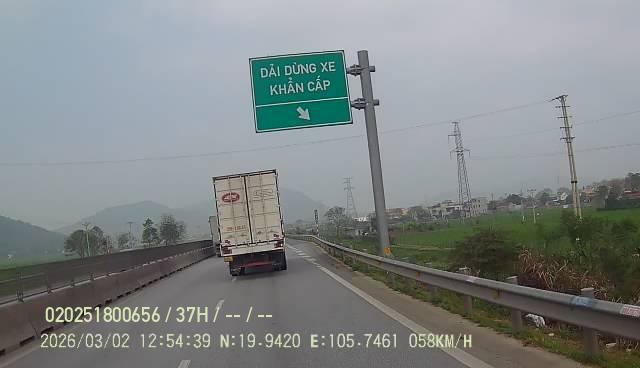 DẢI DỪNG XE
KHẨN CẤP
020251800656 / 37H / -- / --
2026/03/02 12:54:39 N:19.9420 E:105.7461 058KM/H